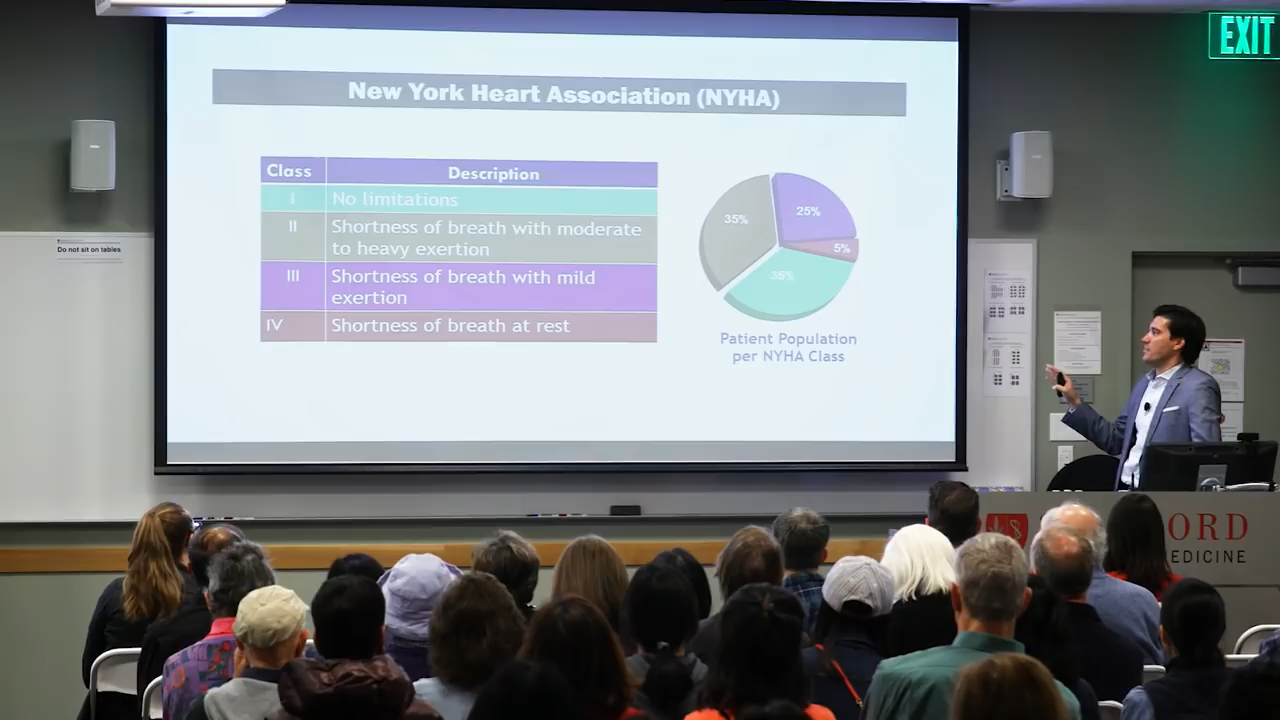 EXIT
New York Heart Association (NYHA)
Class Description
I No limitations
II Shortness of breath with moderate
to heavy exertion
III Shortness of breath with mild
exertion
IV Shortness of breath at rest
35%
25%
5%
35%
Patient Population
per NYHA Class
Do not sit on tables
ORD
EDICINE